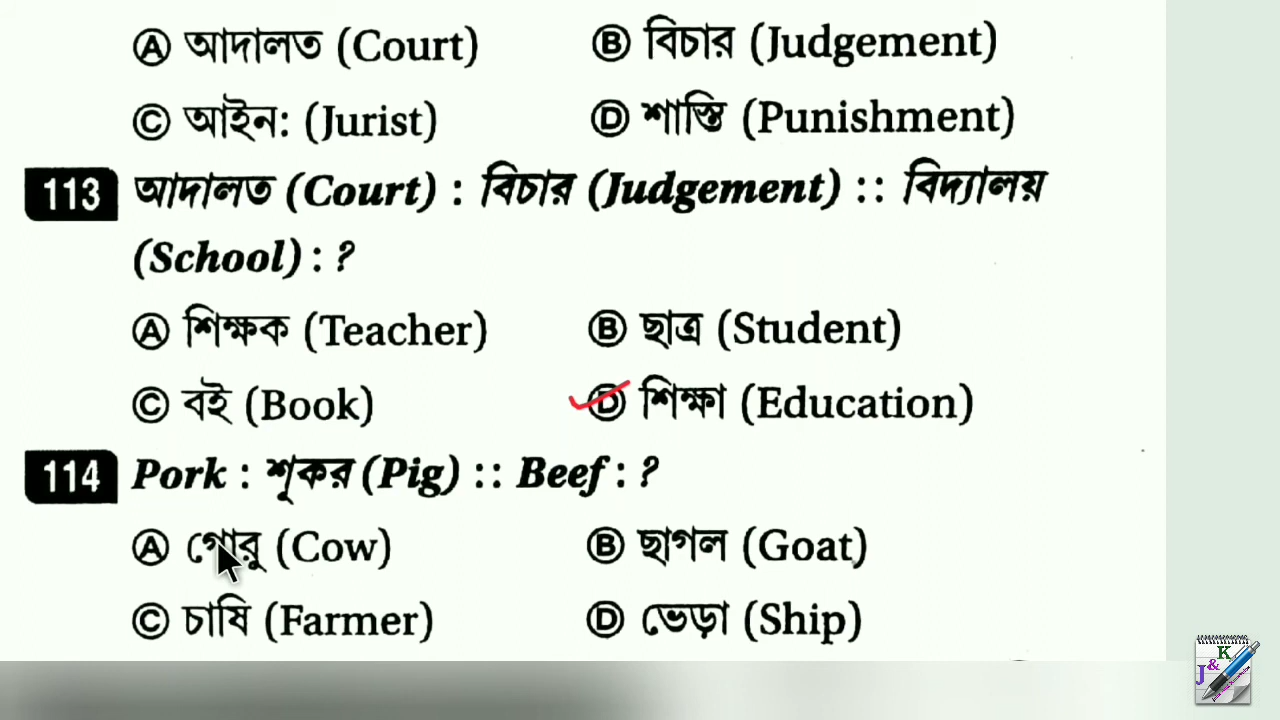 Ⓐ আদালত (Court) Ⓑ বিচার (Judgement)
Ⓒ আইন: (Jurist) Ⓓ শাস্তি (Punishment)
113 আদালত (Court) : বিচার (Judgement) :: বিদ্যালয়
(School) : ?
Ⓐ শিক্ষক (Teacher) Ⓑ ছাত্র (Student)
Ⓒ বই (Book) Ⓓ শিক্ষা (Education)
114 Pork : শূকর (Pig) :: Beef : ?
Ⓐ গোরু (Cow) Ⓑ ছাগল (Goat)
Ⓒ চাষি (Farmer) Ⓓ ভেড়া (Ship)
J & K